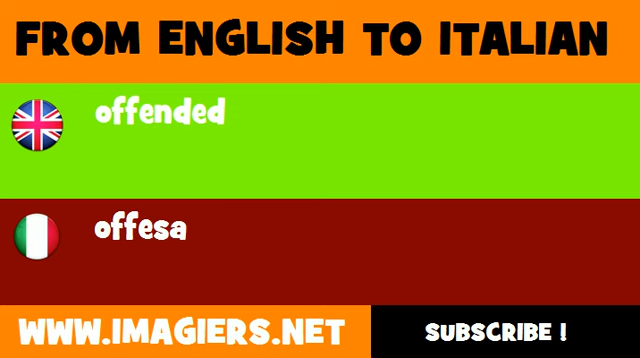 FROM ENGLISH TO ITALIAN
offended
offesa
WWW.IMAGIERS.NET
SUBSCRIBE !